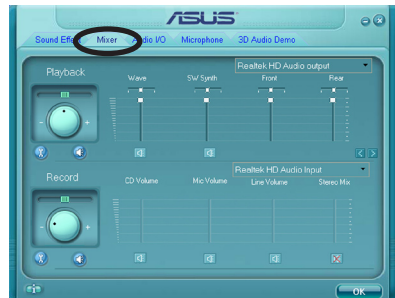 ASUS
Sound Effect Mixer Audio I/O Microphone 3D Audio Demo
Realtek HD Audio output
Playback
Wave SW Synth Front Rear
- +
Realtek HD Audio Input
Record
CD Volume Mic Volume Line Volume Stereo Mix
- +
OK